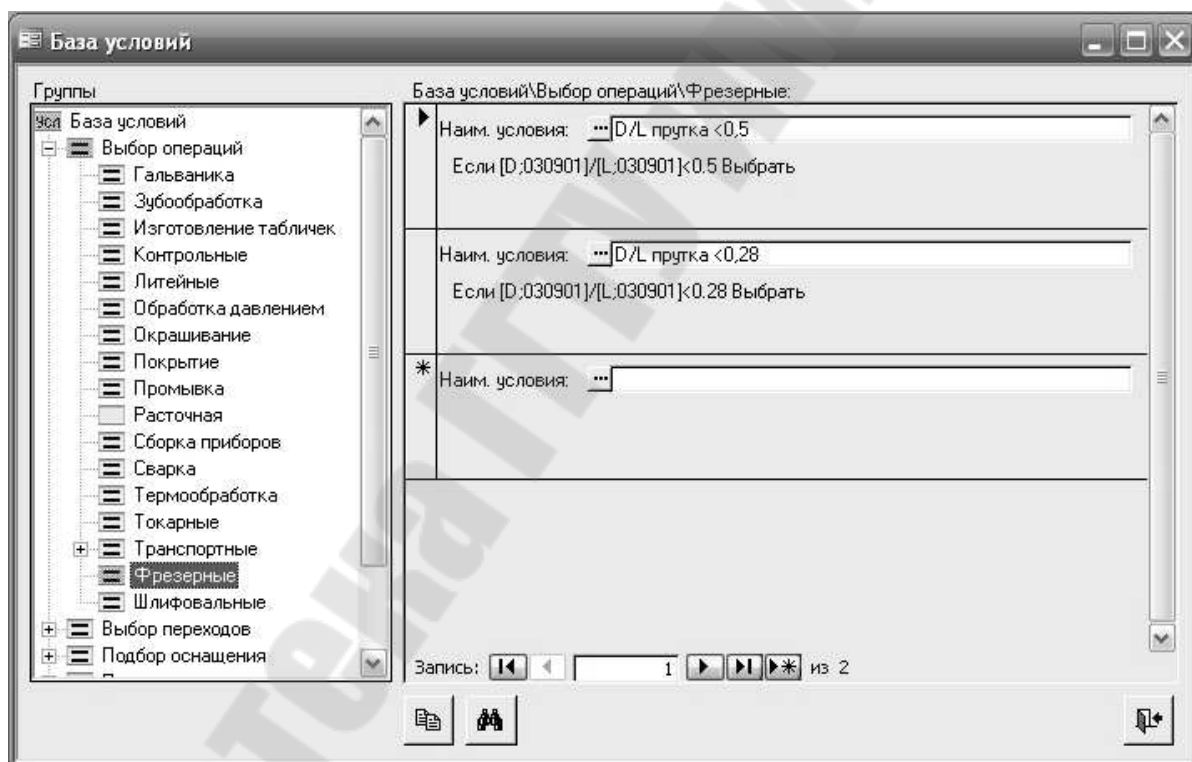 База условий
Группы
Усл База условий
Выбор операций
Гальваника
Зубообработка
Изготовление табличек
Контрольные
Литейные
Обработка давлением
Окрашивание
Покрытие
Промывка
Расточная
Сборка приборов
Сварка
Термообработка
Токарные
Транспортные
Фрезерные
Шлифовальные
Выбор переходов
Подбор оснащения
База условий\Выбор операций\Фрезерные:
Наим. условия: ... D/L прутка <0,5
Если [D;030901]/[L;030901]<0.5 Выбрать
Наим. условия: ... D/L прутка <0,28
Если [D;030901]/[L;030901]<0.28 Выбрать
Наим. условия: ...
Запись: 1 из 2